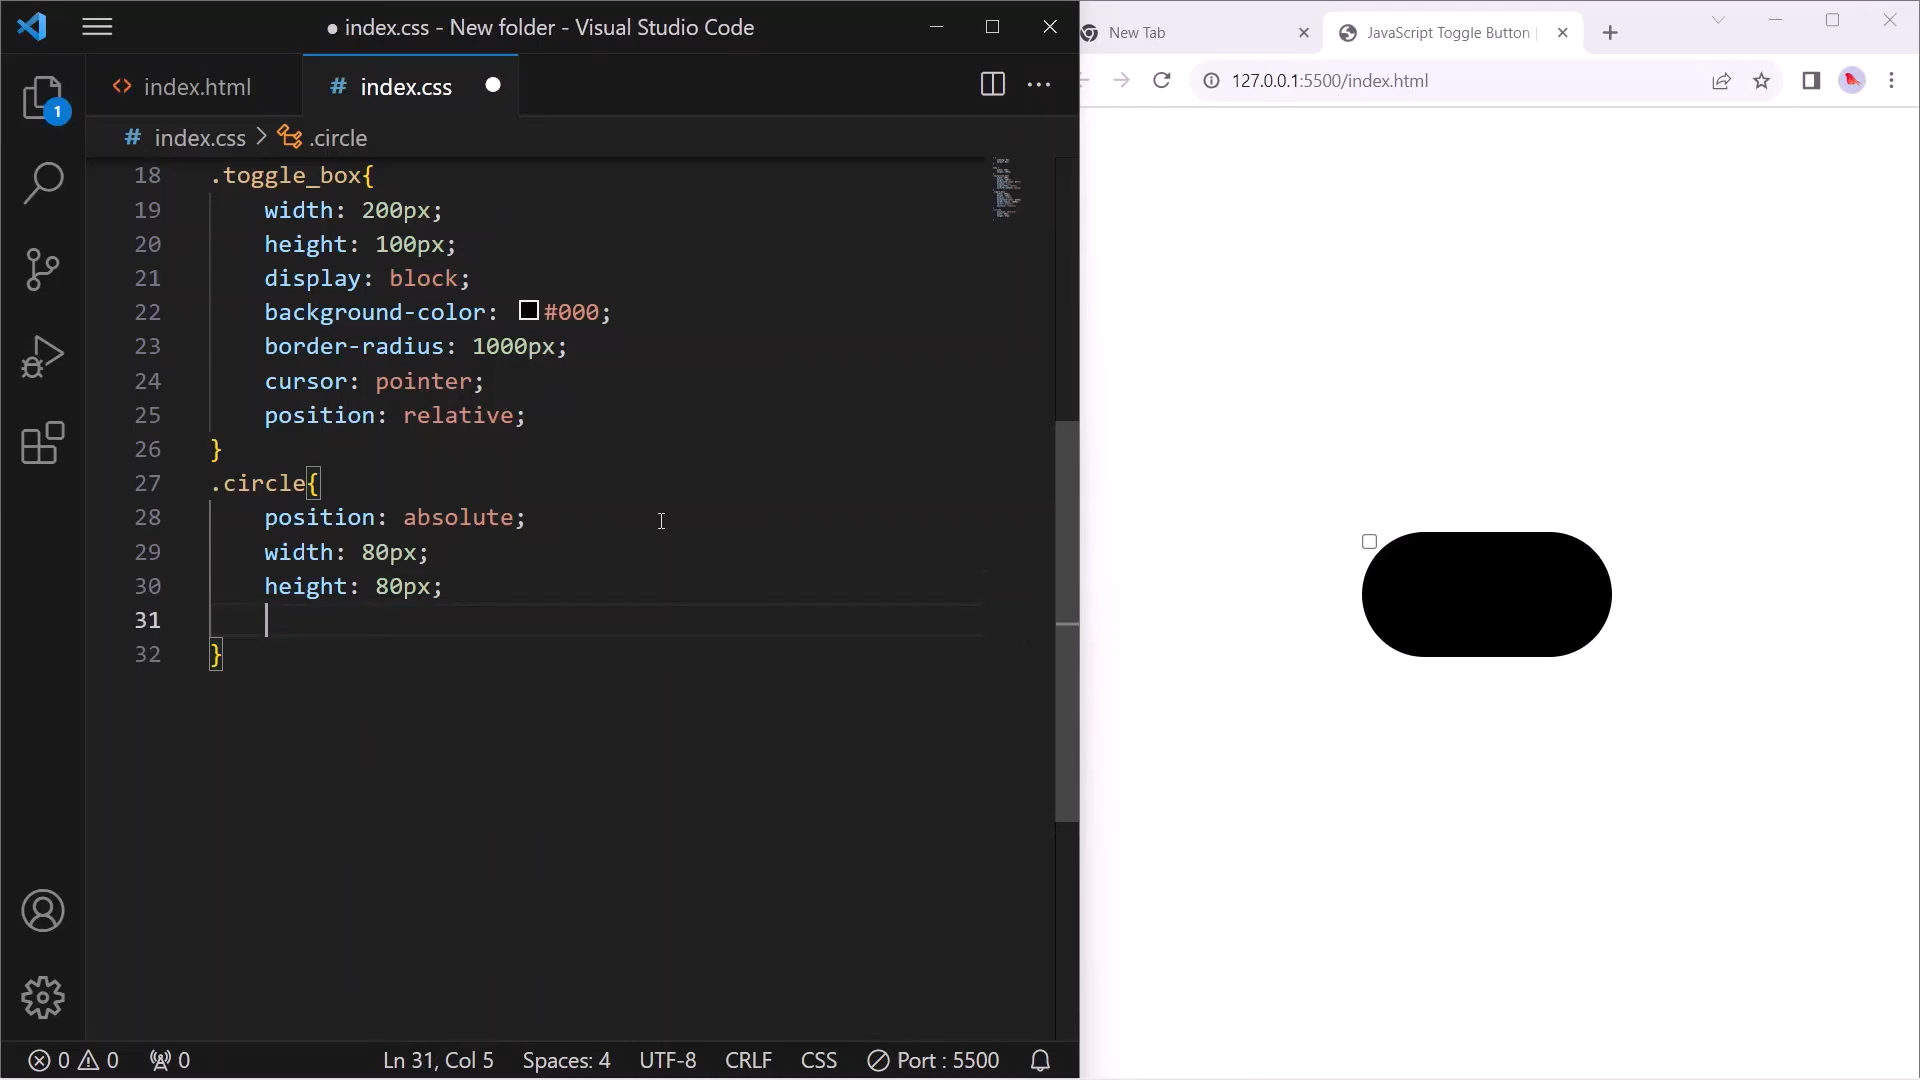 index.css - New folder - Visual Studio Code
New Tab
JavaScript Toggle Button
index.html
# index.css
127.0.0.1:5500/index.html
1
# index.css > .circle
18 .toggle_box{
19 width: 200px;
20 height: 100px;
21 display: block;
22 background-color: #000;
23 border-radius: 1000px;
24 cursor: pointer;
25 position: relative;
26 }
27 .circle{
28 position: absolute;
29 width: 80px;
30 height: 80px;
31
32 }
0 0 0 Ln 31, Col 5 Spaces: 4 UTF-8 CRLF CSS Port : 5500